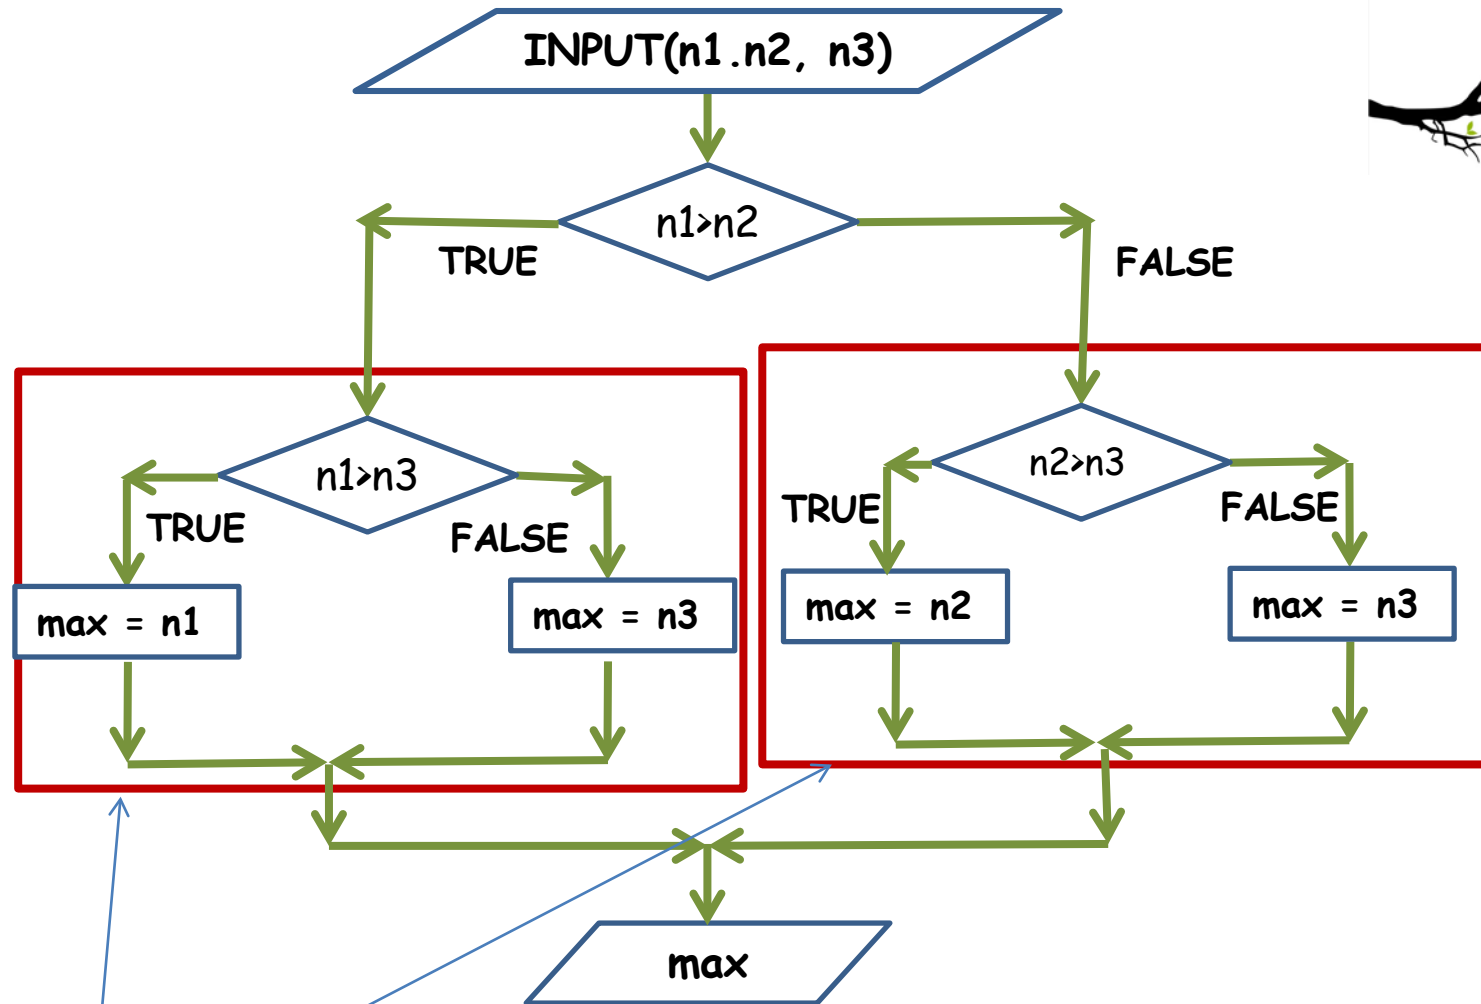 INPUT(n1.n2, n3)
n1>n2
TRUE
FALSE
n1>n3
TRUE
FALSE
max = n1
max = n3
n2>n3
TRUE
FALSE
max = n2
max = n3
max